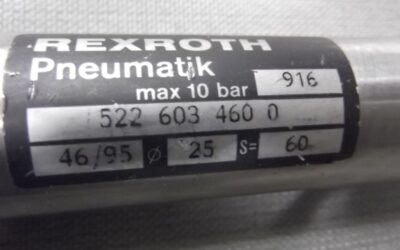 REXROTH
Pneumatik
max 10 bar 916
522 603 460 0
46/95 ø 25 S= 60